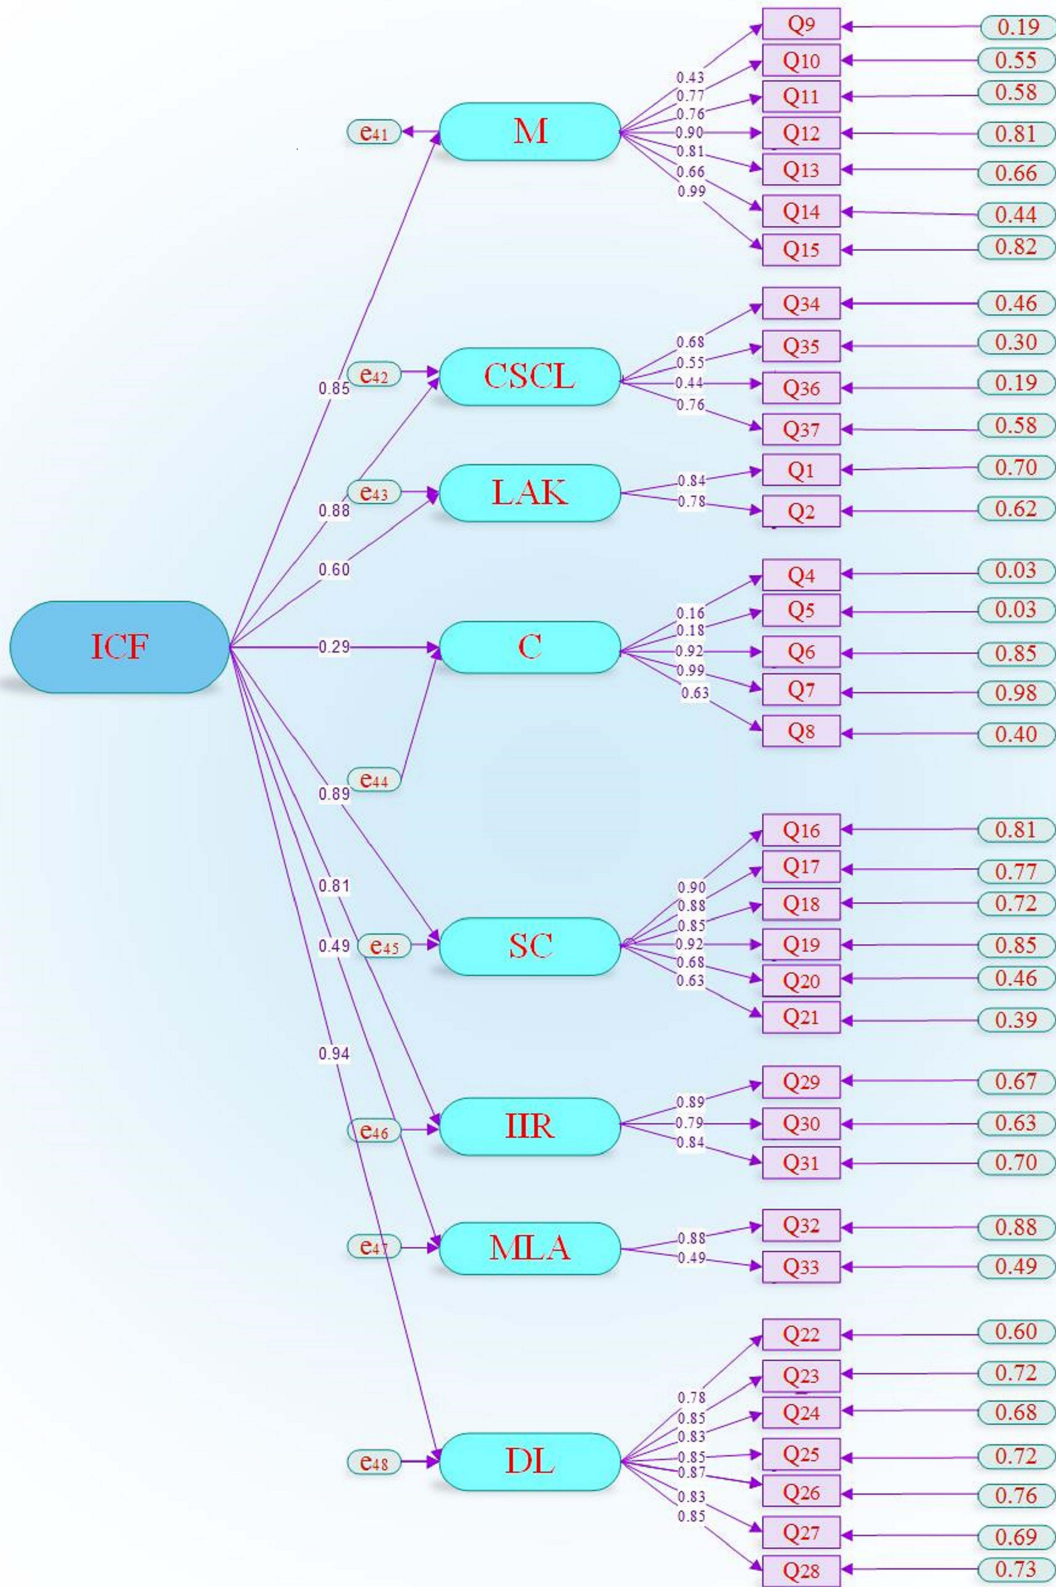 Q9 0.19
Q10 0.55
0.43
0.77
Q11 0.58
0.76
e41 M
0.90
Q12 0.81
0.81
Q13 0.66
0.66
0.99
Q14 0.44
Q15 0.82
Q34 0.46
0.68
Q35 0.30
0.55
e42 CSCL
0.85
0.44
Q36 0.19
0.76
Q37 0.58
Q1 0.70
0.84
e43 LAK
0.78
0.88
Q2 0.62
0.60
Q4 0.03
0.16
Q5 0.03
0.18
ICF 0.29 C
0.92
Q6 0.85
0.99
0.63
Q7 0.98
Q8 0.40
e44
0.89
Q16 0.81
Q17 0.77
0.81
0.90
0.88
Q18 0.72
0.85
0.49
e45 SC
0.92
Q19 0.85
0.68
Q20 0.46
0.63
Q21 0.39
0.94
Q29 0.67
0.89
e46 IIR
0.79
Q30 0.63
0.84
Q31 0.70
Q32 0.88
0.88
e47 MLA
0.49
Q33 0.49
Q22 0.60
Q23 0.72
0.78
0.85
Q24 0.68
0.83
0.85
Q25 0.72
e48 DL
0.87
Q26 0.76
0.83
0.85
Q27 0.69
Q28 0.73